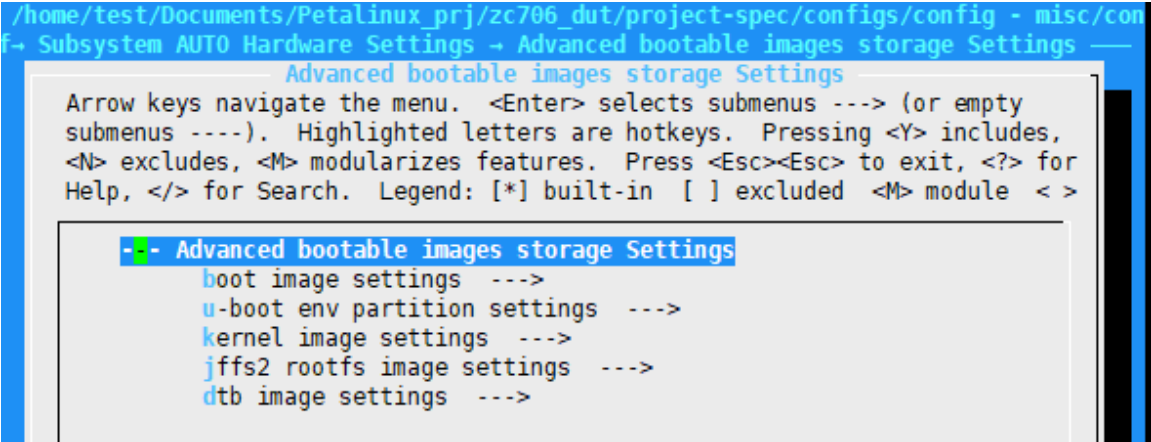 /home/test/Documents/Petalinux_prj/zc706_dut/project-spec/configs/config - misc/con
f→ Subsystem AUTO Hardware Settings → Advanced bootable images storage Settings ──
Advanced bootable images storage Settings
Arrow keys navigate the menu.  <Enter> selects submenus ---> (or empty
submenus ----).  Highlighted letters are hotkeys.  Pressing <Y> includes,
<N> excludes, <M> modularizes features.  Press <Esc><Esc> to exit, <?> for
Help, </> for Search.  Legend: [*] built-in  [ ] excluded  <M> module  < >
--- Advanced bootable images storage Settings
boot image settings  --->
u-boot env partition settings  --->
kernel image settings  --->
jffs2 rootfs image settings  --->
dtb image settings  --->